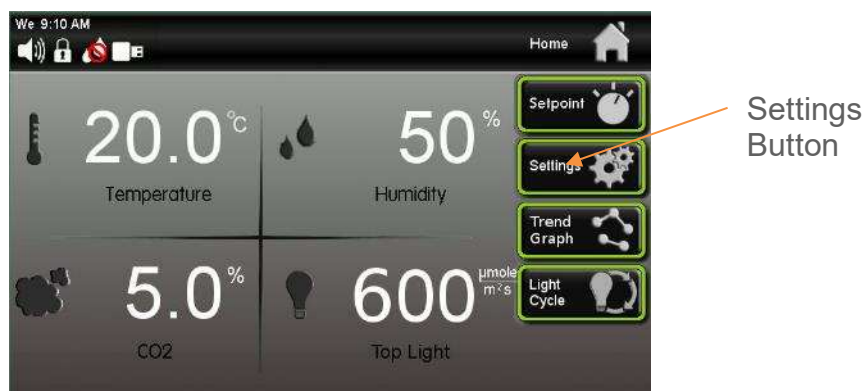 We 9:10 AM
Home
20.0 °C
Temperature
50 %
Humidity
5.0 %
CO2
600 µmole
m²s
Top Light
Setpoint
Settings
Trend
Graph
Light
Cycle
Settings
Button